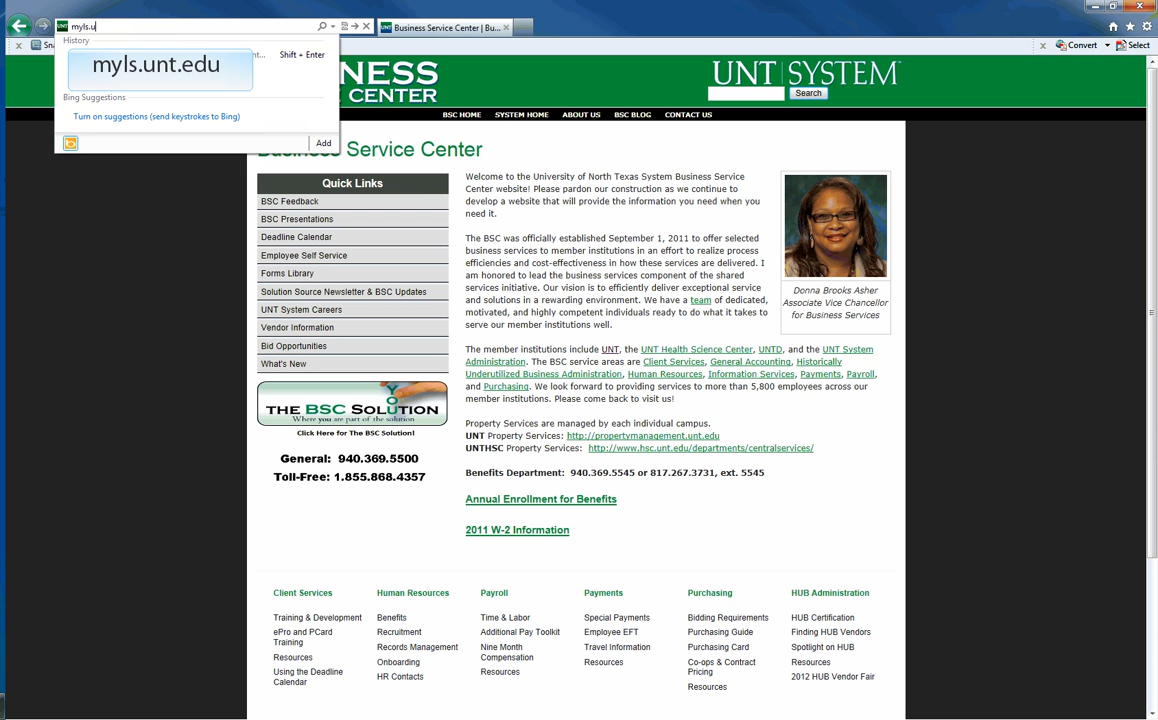 myls.u
Business Service Center | Bu...
History
Sna
nt...
Shift + Enter
Convert
Select
myls.unt.edu
Bing Suggestions
Turn on suggestions (send keystrokes to Bing)
Add
NESS
CENTER
UNT SYSTEM
Search
BSC HOME SYSTEM HOME ABOUT US BSC BLOG CONTACT US
Business Service Center
Quick Links
BSC Feedback
BSC Presentations
Deadline Calendar
Employee Self Service
Forms Library
Solution Source Newsletter & BSC Updates
UNT System Careers
Vendor Information
Bid Opportunities
What's New
THE BSC SOLUTION
YOU
Where you are part of the solution
Click Here for The BSC Solution!
General: 940.369.5500
Toll-Free: 1.855.868.4357
Welcome to the University of North Texas System Business Service
Center website! Please pardon our construction as we continue to
develop a website that will provide the information you need when you
need it.
The BSC was officially established September 1, 2011 to offer selected
business services to member institutions in an effort to realize process
efficiencies and cost-effectiveness in how these services are delivered. I
am honored to lead the business services component of the shared
services initiative. Our vision is to efficiently deliver exceptional service
and solutions in a rewarding environment. We have a team of dedicated,
motivated, and highly competent individuals ready to do what it takes to
serve our member institutions well.
Donna Brooks Asher
Associate Vice Chancellor
for Business Services
The member institutions include UNT, the UNT Health Science Center, UNTD, and the UNT System
Administration. The BSC service areas are Client Services, General Accounting, Historically
Underutilized Business Administration, Human Resources, Information Services, Payments, Payroll,
and Purchasing. We look forward to providing services to more than 5,800 employees across our
member institutions. Please come back to visit us!
Property Services are managed by each individual campus.
UNT Property Services: http://propertymanagement.unt.edu
UNTHSC Property Services: http://www.hsc.unt.edu/departments/centralservices/
Benefits Department: 940.369.5545 or 817.267.3731, ext. 5545
Annual Enrollment for Benefits
2011 W-2 Information
Client Services
Training & Development
ePro and PCard
Training
Resources
Using the Deadline
Calendar
Human Resources
Benefits
Recruitment
Records Management
Onboarding
HR Contacts
Payroll
Time & Labor
Additional Pay Toolkit
Nine Month
Compensation
Resources
Payments
Special Payments
Employee EFT
Travel Information
Resources
Purchasing
Bidding Requirements
Purchasing Guide
Purchasing Card
Co-ops & Contract
Pricing
Resources
HUB Administration
HUB Certification
Finding HUB Vendors
Spotlight on HUB
Resources
2012 HUB Vendor Fair